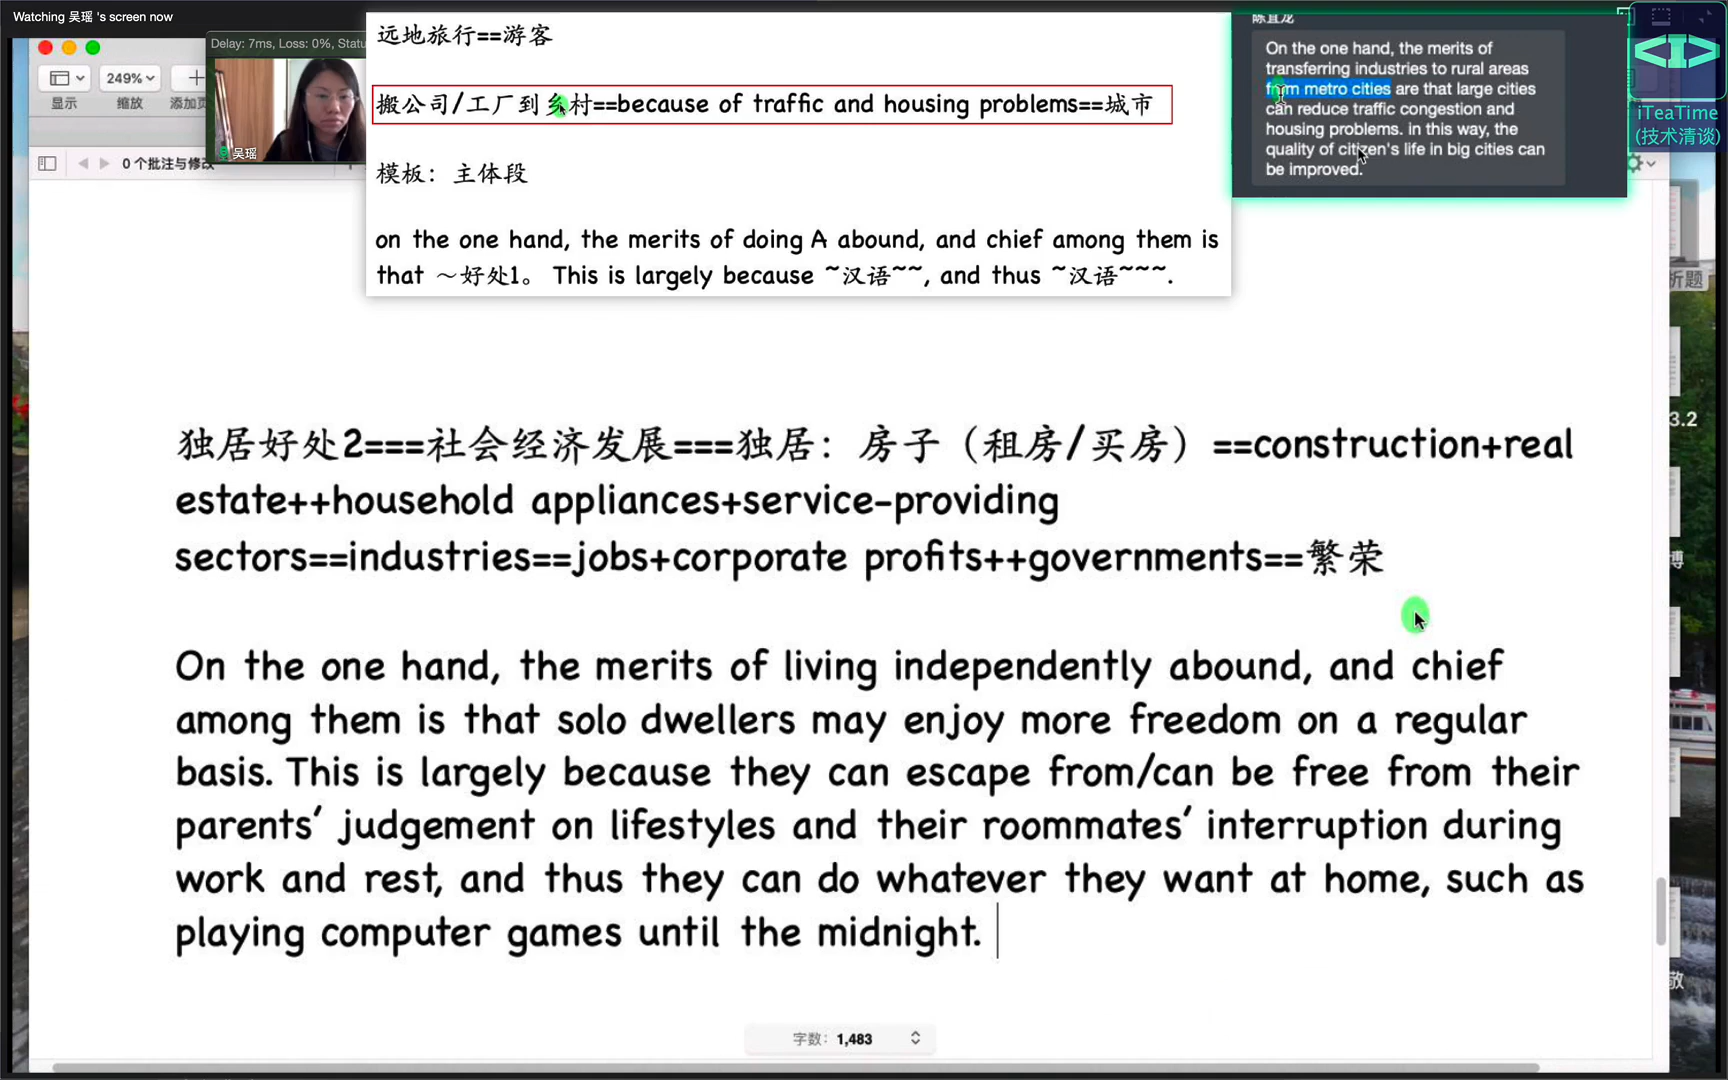 Watching 吴瑶 's screen now
Delay: 7ms, Loss: 0%, Statu
249%
显示
缩放
添加页
吴瑶
0 个批注与修改
远地旅行==游客
搬公司/工厂到乡村==because of traffic and housing problems==城市
模板：主体段
on the one hand, the merits of doing A abound, and chief among them is
that ～好处1。 This is largely because ~汉语~~, and thus ~汉语~~~.
陈宜龙
On the one hand, the merits of
transferring industries to rural areas
from metro cities are that large cities
can reduce traffic congestion and
housing problems. in this way, the
quality of citizen's life in big cities can
be improved.
iTeaTime
(技术清谈)
析题
3.2
博
敬
独居好处2===社会经济发展===独居：房子（租房/买房）==construction+real
estate++household appliances+service-providing
sectors==industries==jobs+corporate profits++governments==繁荣
On the one hand, the merits of living independently abound, and chief
among them is that solo dwellers may enjoy more freedom on a regular
basis. This is largely because they can escape from/can be free from their
parents’ judgement on lifestyles and their roommates’ interruption during
work and rest, and thus they can do whatever they want at home, such as
playing computer games until the midnight.
字数： 1,483